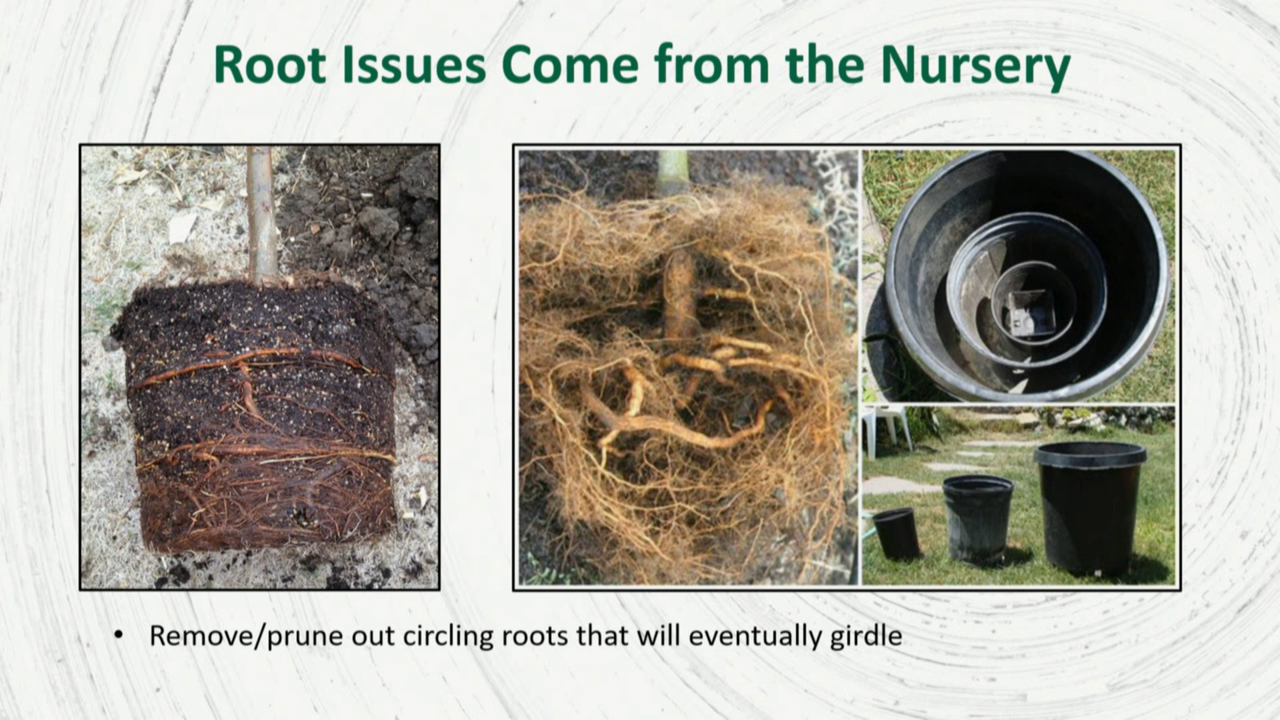 Root Issues Come from the Nursery
• Remove/prune out circling roots that will eventually girdle